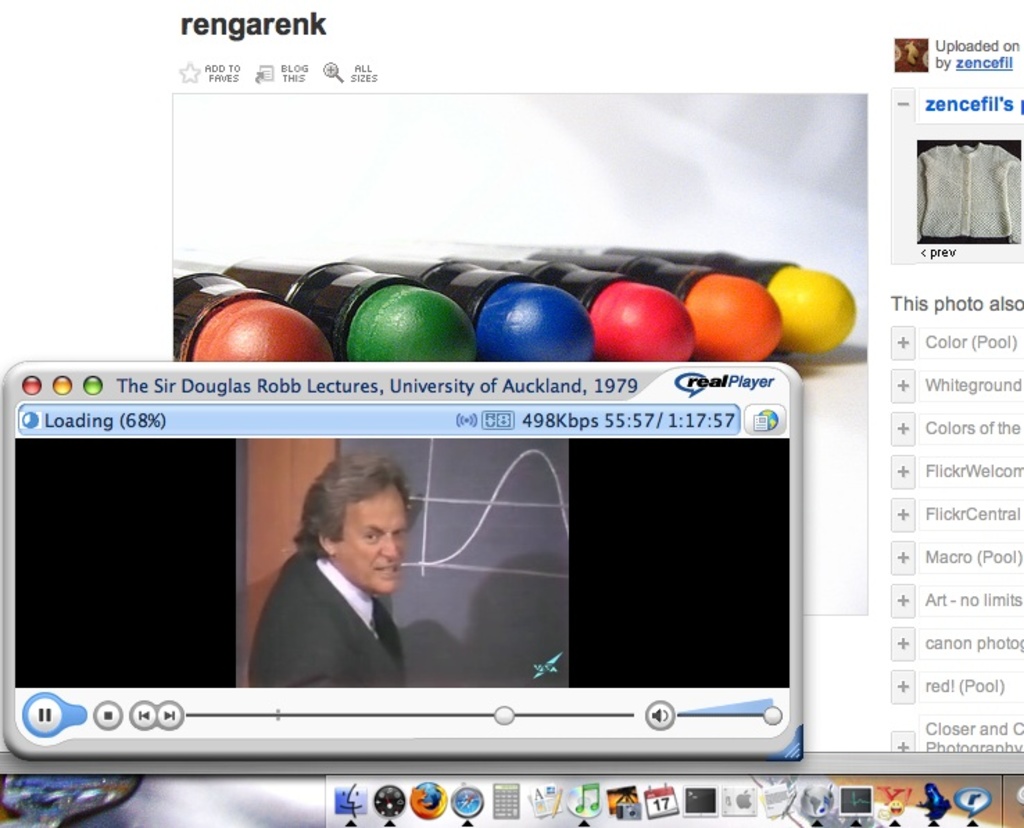 rengarenk
ADD TO FAVES
BLOG THIS
ALL SIZES
Uploaded on
by zencefil
zencefil's
< prev
This photo also
Color (Pool)
Whiteground
Colors of the
FlickrWelcom
FlickrCentral
Macro (Pool)
Art - no limits
canon photog
red! (Pool)
Closer and C
Photography
The Sir Douglas Robb Lectures, University of Auckland, 1979
realPlayer
Loading (68%)
498Kbps 55:57/ 1:17:57
17